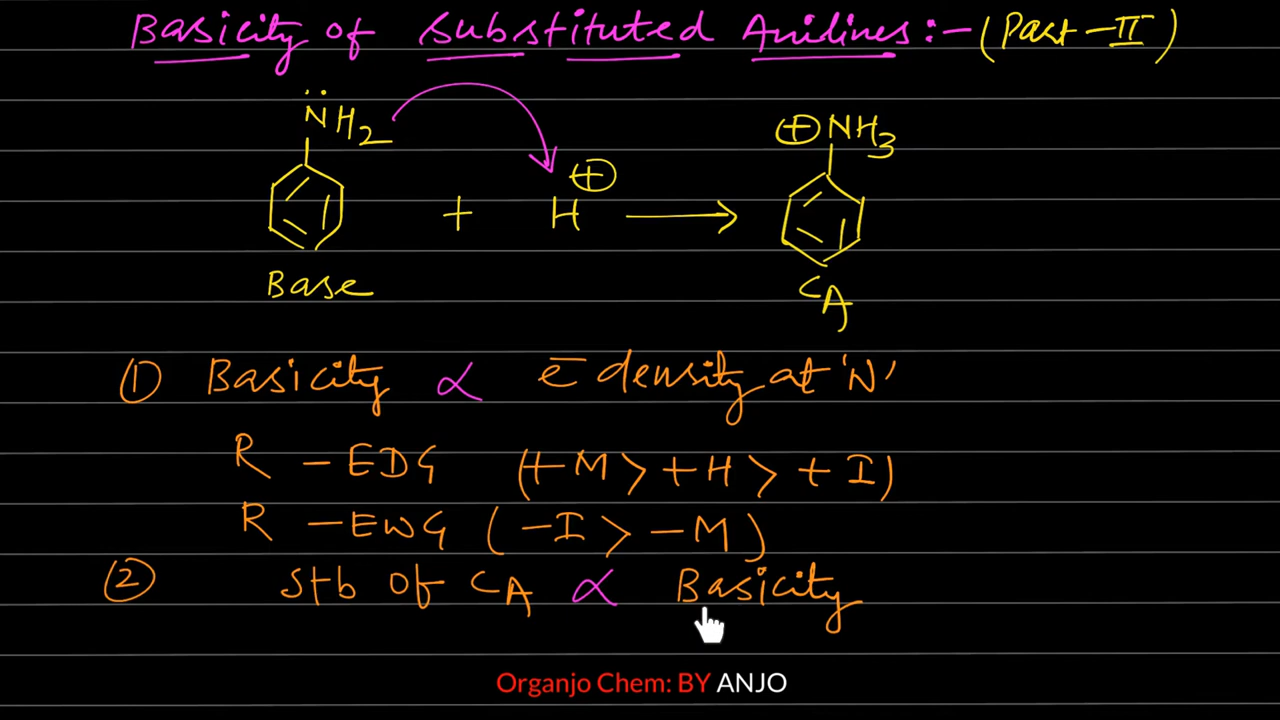 Basicity of Substituted Anilines:- (Part-II)
N̈H2
⊕NH3
+ H⊕ →
Base
CA
① Basicity ∝ e̅ density at 'N'
R - EDG (+M > +H > +I)
R - EWG (-I > -M)
② Stb of CA ∝ Basicity
Organjo Chem: BY ANJO